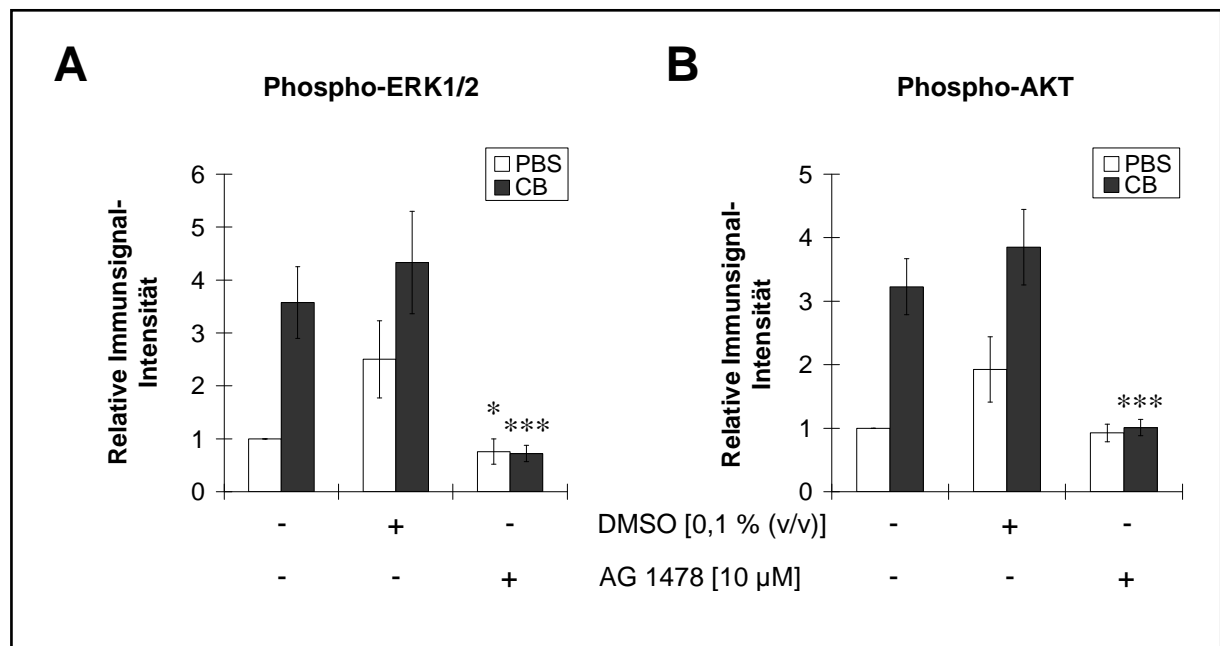 A
Phospho-ERK1/2
PBS
CB
Relative Immunsignal-
Intensität
6
5
4
3
2
1
0
*
***
B
Phospho-AKT
PBS
CB
Relative Immunsignal-
Intensität
5
4
3
2
1
0
***
- + - DMSO [0,1 % (v/v)] - + -
- - + AG 1478 [10 µM] - - +